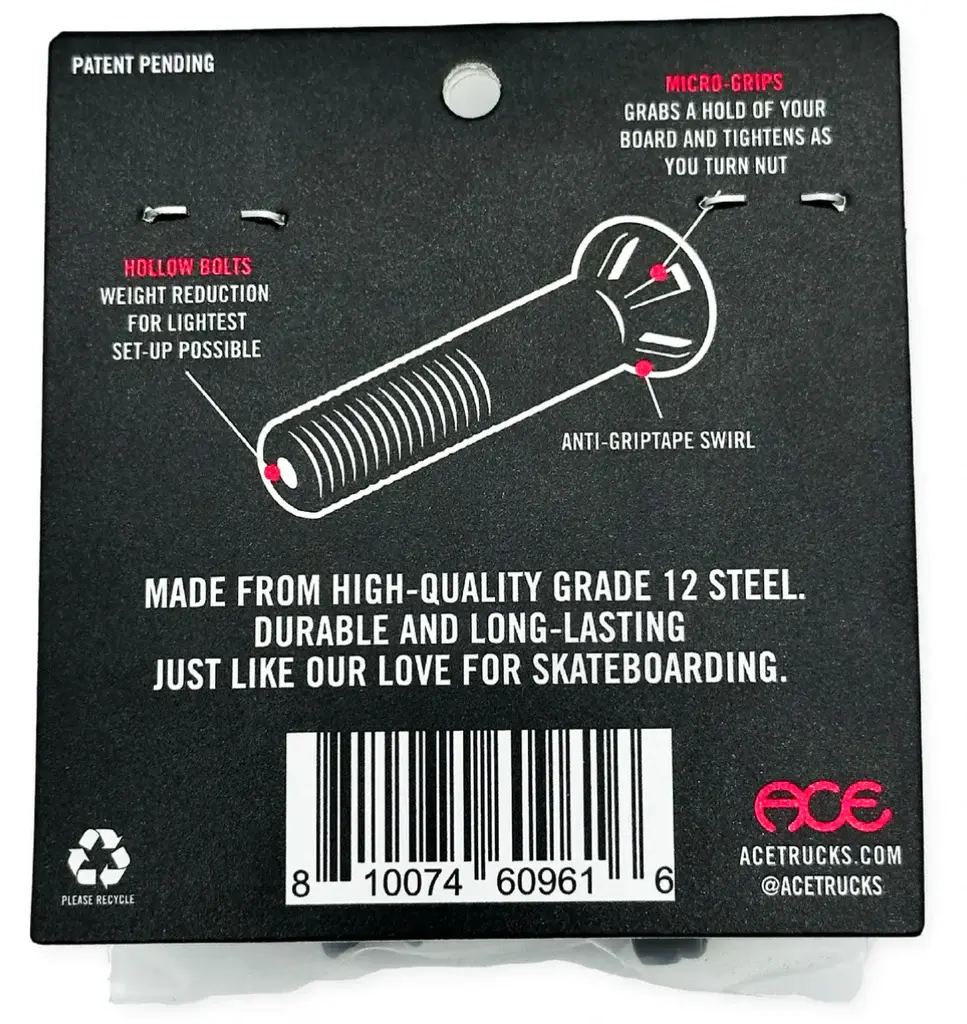 PATENT PENDING
MICRO-GRIPS
GRABS A HOLD OF YOUR
BOARD AND TIGHTENS AS
YOU TURN NUT
HOLLOW BOLTS
WEIGHT REDUCTION
FOR LIGHTEST
SET-UP POSSIBLE
ANTI-GRIPTAPE SWIRL
MADE FROM HIGH-QUALITY GRADE 12 STEEL.
DURABLE AND LONG-LASTING
JUST LIKE OUR LOVE FOR SKATEBOARDING.
8 10074 60961 6
ACE
ACETRUCKS.COM
@ACETRUCKS
PLEASE RECYCLE